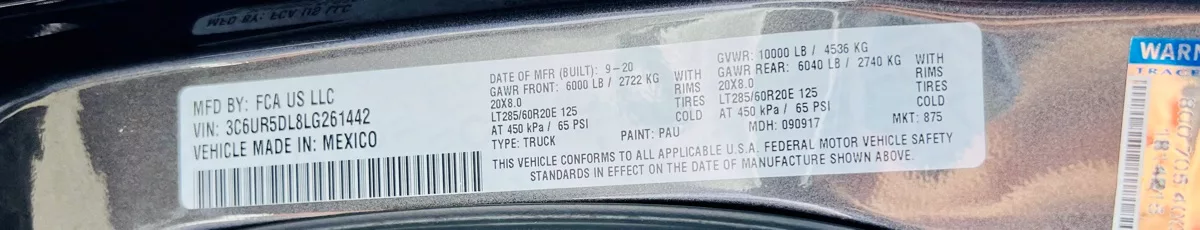 MFD BY: FCA US LLC
VIN: 3C6UR5DL8LG261442
VEHICLE MADE IN: MEXICO
DATE OF MFR (BUILT): 9-20
GAWR FRONT: 6000 LB / 2722 KG WITH
20X8.0 RIMS
LT285/60R20E 125 TIRES
AT 450 kPa / 65 PSI COLD
TYPE: TRUCK
PAINT: PAU
GVWR: 10000 LB / 4536 KG
GAWR REAR: 6040 LB / 2740 KG WITH
20X8.0 RIMS
LT285/60R20E 125 TIRES
AT 450 kPa / 65 PSI COLD
MDH: 090917 MKT: 875
THIS VEHICLE CONFORMS TO ALL APPLICABLE U.S.A. FEDERAL MOTOR VEHICLE SAFETY
STANDARDS IN EFFECT ON THE DATE OF MANUFACTURE SHOWN ABOVE.